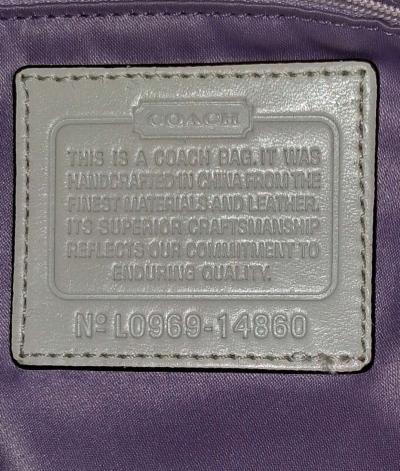 COACH
THIS IS A COACH BAG. IT WAS
HANDCRAFTED IN CHINA FROM THE
FINEST MATERIALS AND LEATHER.
ITS SUPERIOR CRAFTSMANSHIP
REFLECTS OUR COMMITMENT TO
ENDURING QUALITY.
Nº L0969-14860